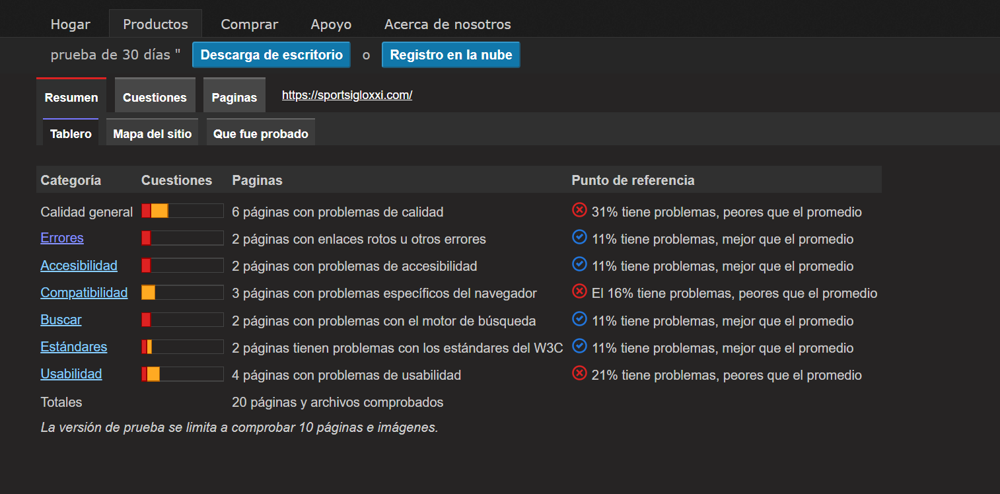 Hogar Productos Comprar Apoyo Acerca de nosotros
prueba de 30 días " Descarga de escritorio o Registro en la nube
Resumen Cuestiones Paginas https://sportsigloxxi.com/
Tablero Mapa del sitio Que fue probado
Categoría Cuestiones Paginas Punto de referencia
Calidad general 6 páginas con problemas de calidad 31% tiene problemas, peores que el promedio
Errores 2 páginas con enlaces rotos u otros errores 11% tiene problemas, mejor que el promedio
Accesibilidad 2 páginas con problemas de accesibilidad 11% tiene problemas, mejor que el promedio
Compatibilidad 3 páginas con problemas específicos del navegador El 16% tiene problemas, peores que el promedio
Buscar 2 páginas con problemas con el motor de búsqueda 11% tiene problemas, mejor que el promedio
Estándares 2 páginas tienen problemas con los estándares del W3C 11% tiene problemas, mejor que el promedio
Usabilidad 4 páginas con problemas de usabilidad 21% tiene problemas, peores que el promedio
Totales 20 páginas y archivos comprobados
La versión de prueba se limita a comprobar 10 páginas e imágenes.